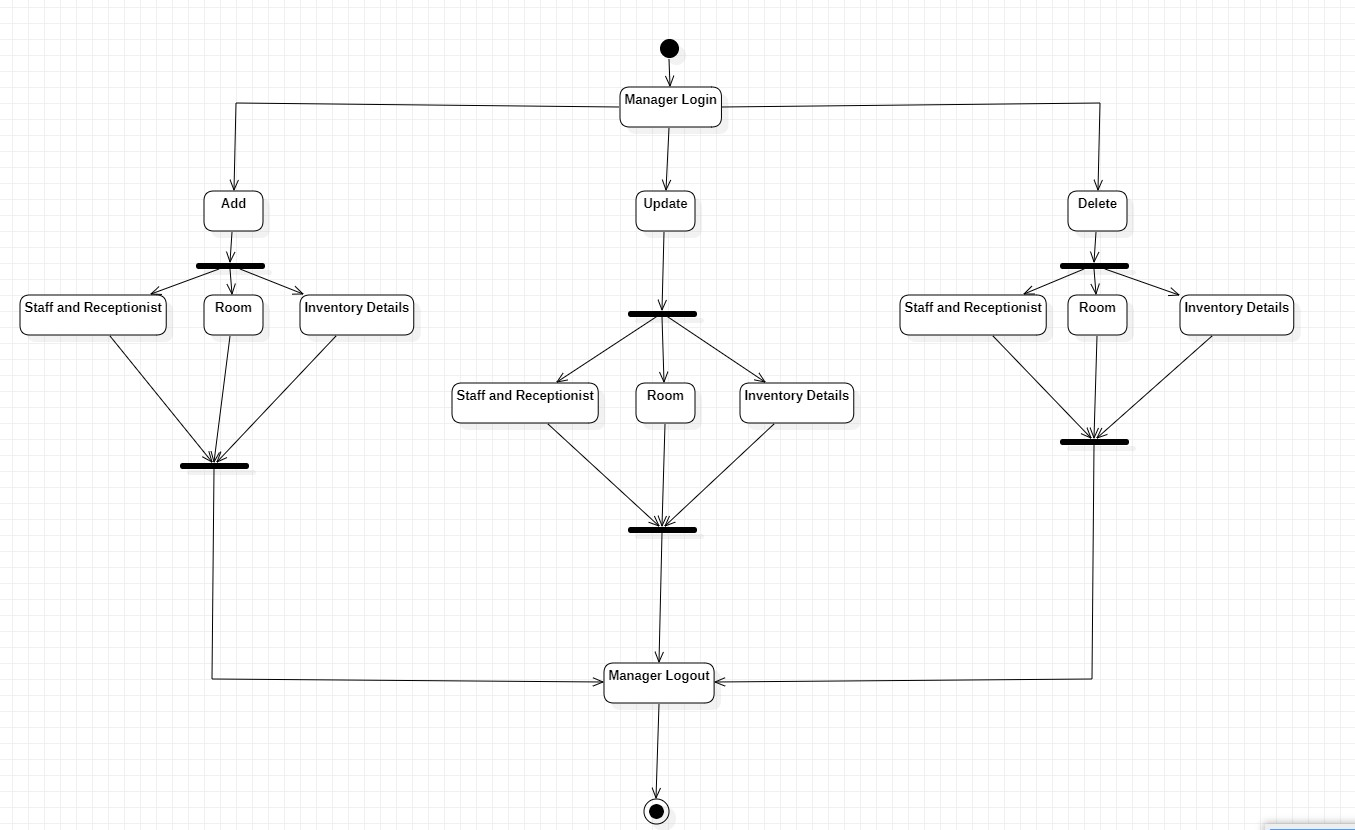 Manager Login
Add
Update
Delete
Staff and Receptionist
Room
Inventory Details
Staff and Receptionist
Room
Inventory Details
Staff and Receptionist
Room
Inventory Details
Manager Logout